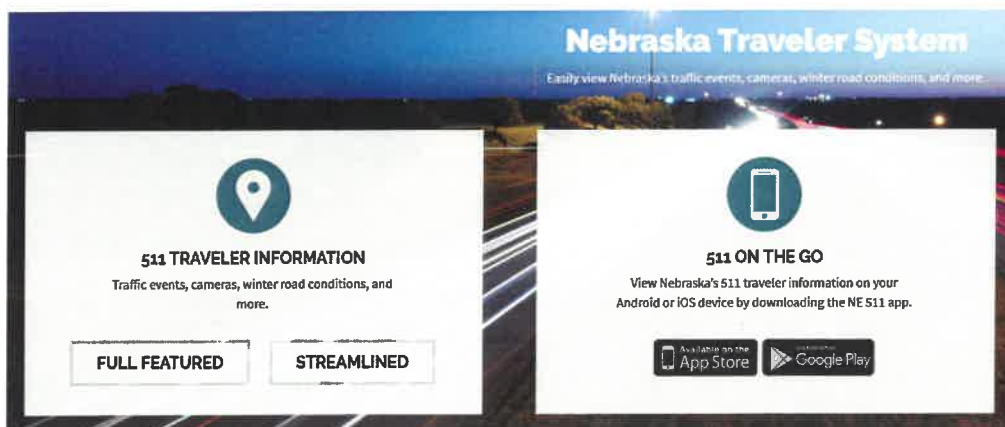 Nebraska Traveler System
Easily view Nebraska's traffic events, cameras, winter road conditions, and more.
511 TRAVELER INFORMATION
Traffic events, cameras, winter road conditions, and
more.
FULL FEATURED
STREAMLINED
511 ON THE GO
View Nebraska's 511 traveler information on your
Android or iOS device by downloading the NE 511 app.
Available on the
App Store
Google Play